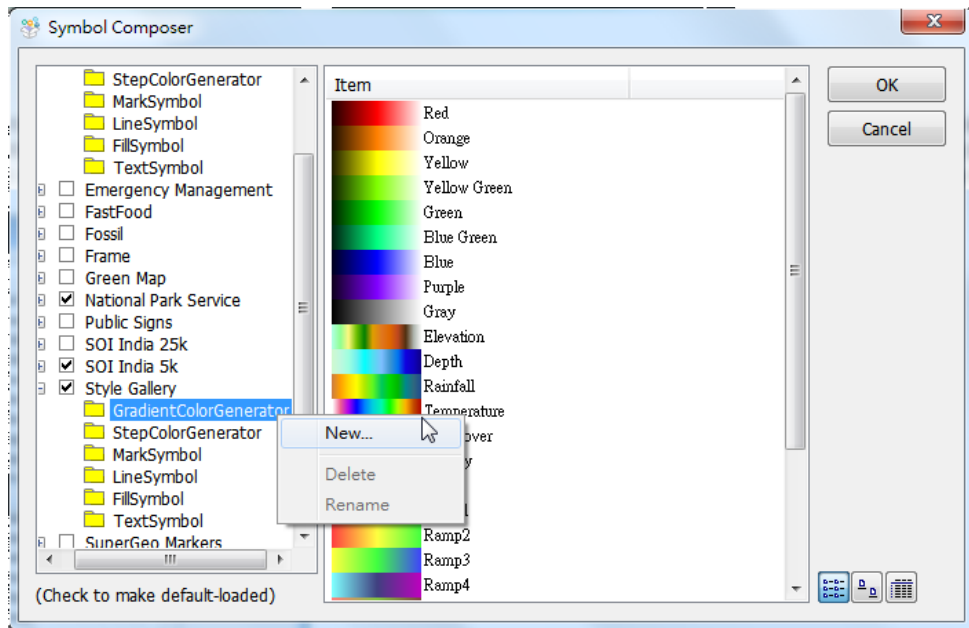 Symbol Composer
StepColorGenerator
MarkSymbol
LineSymbol
FillSymbol
TextSymbol
Emergency Management
FastFood
Fossil
Frame
Green Map
National Park Service
Public Signs
SOI India 25k
SOI India 5k
Style Gallery
GradientColorGenerator
StepColorGenerator
MarkSymbol
LineSymbol
FillSymbol
TextSymbol
SuperGeo Markers
(Check to make default-loaded)
Item
Red
Orange
Yellow
Yellow Green
Green
Blue Green
Blue
Purple
Gray
Elevation
Depth
Rainfall
Temperature
Ramp2
Ramp3
Ramp4
New...
Delete
Rename
OK
Cancel